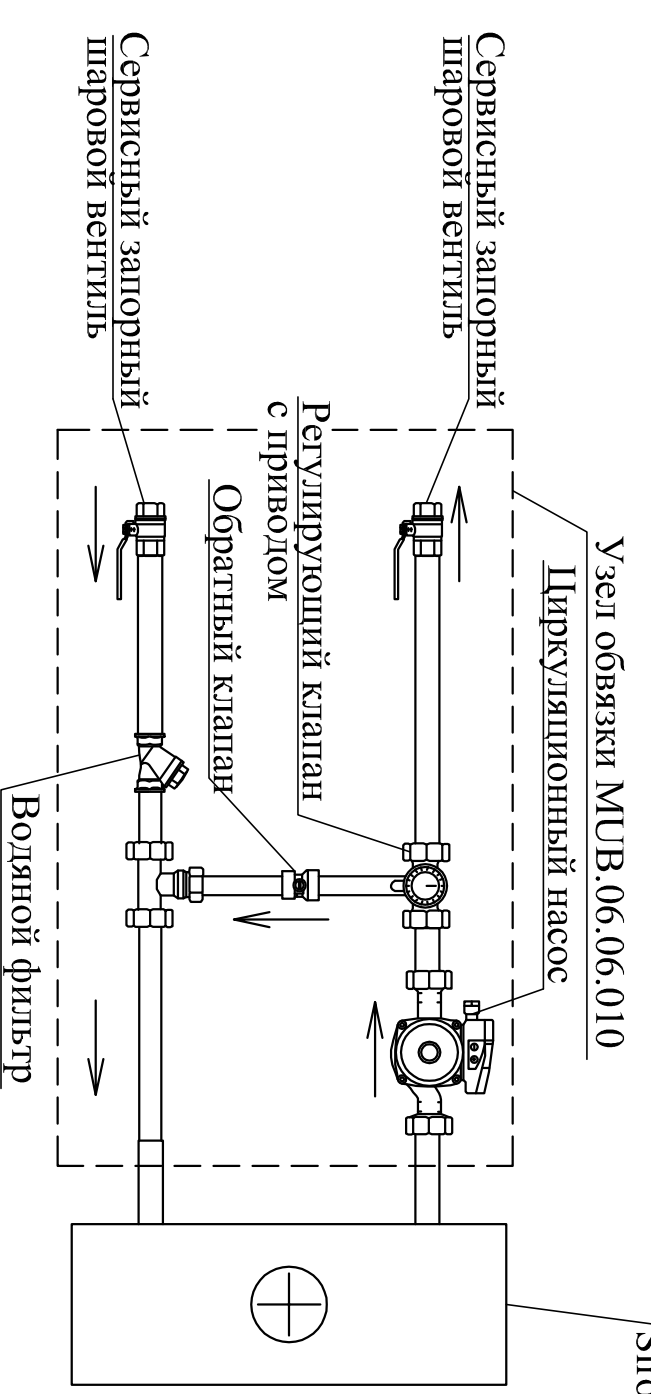 Сервисный запорный
шаровой вентиль
Сервисный запорный
шаровой вентиль
Узел обвязки MUB.06.06.010
Циркуляционный насос
Регулирующий клапан
с приводом
Обратный клапан
Водяной фильтр